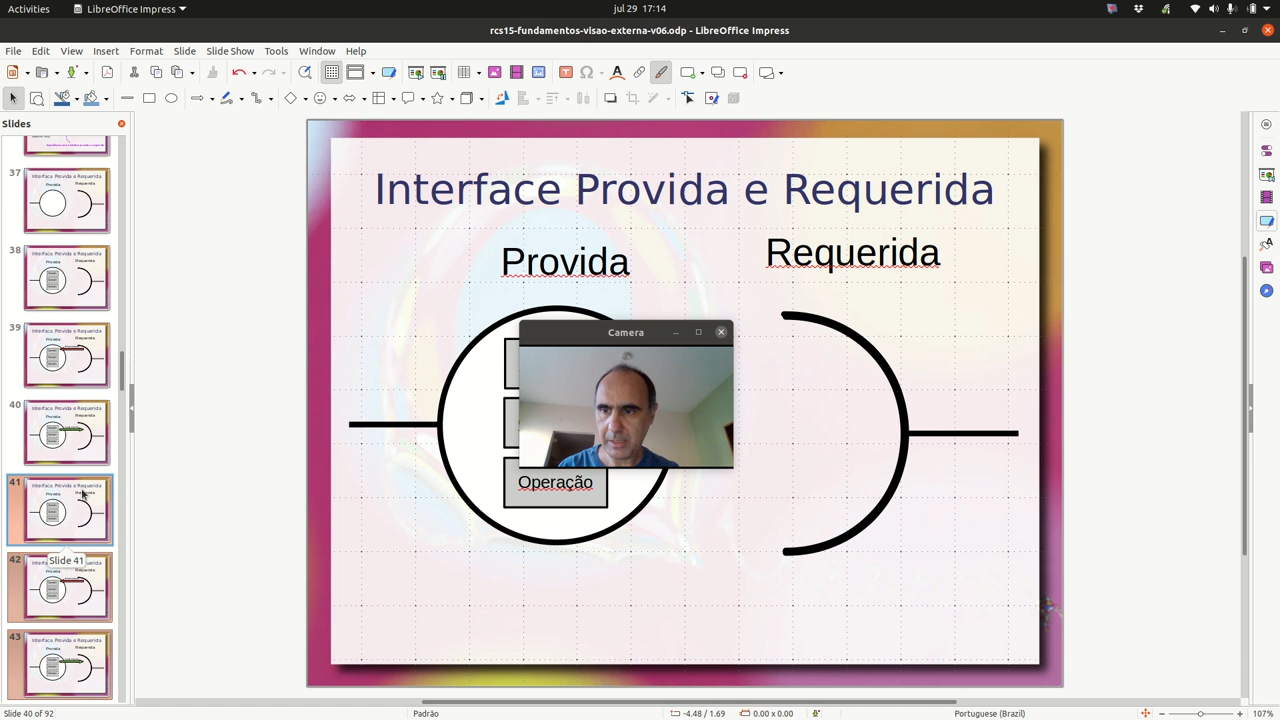 Activities
LibreOffice Impress
jul 29 17:14
rcs15-fundamentos-visao-externa-v06.odp - LibreOffice Impress
File Edit View Insert Format Slide Slide Show Tools Window Help
Slides
37
Interface Provida e Requerida
Provida
Requerida
38
Interface Provida e Requerida
Provida
Requerida
39
Interface Provida e Requerida
Provida
Requerida
40
Interface Provida e Requerida
Provida
Requerida
41
Interface Provida e Requerida
Provida
Slide 41
42
Provida
43
Interface Provida e Requerida
Provida
Requerida
Interface Provida e Requerida
Provida
Requerida
Camera
Operação
Slide 40 of 92
Padrão
-4.48 / 1.69
0.00 x 0.00
Portuguese (Brazil)
107%